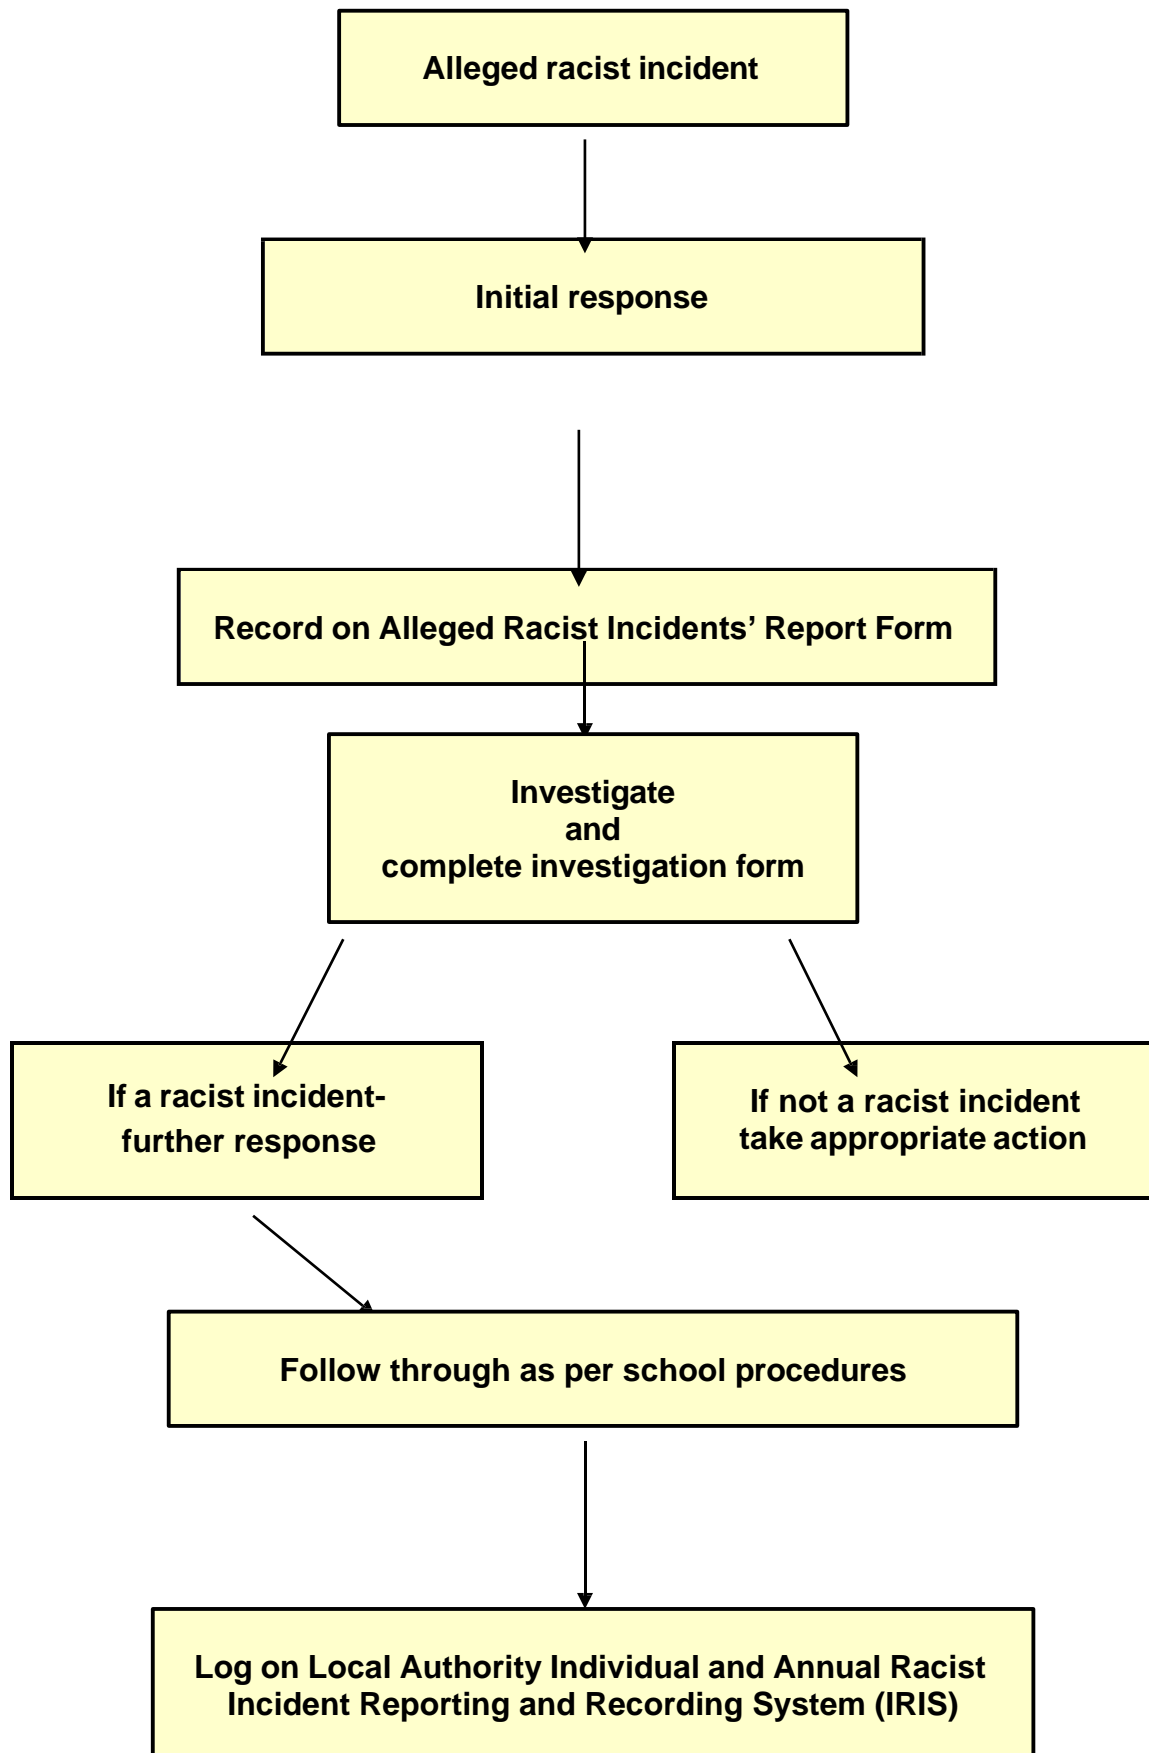 Alleged racist incident
Initial response
Record on Alleged Racist Incidents’ Report Form
Investigate
and
complete investigation form
If a racist incident-
further response
If not a racist incident
take appropriate action
Follow through as per school procedures
Log on Local Authority Individual and Annual Racist
Incident Reporting and Recording System (IRIS)